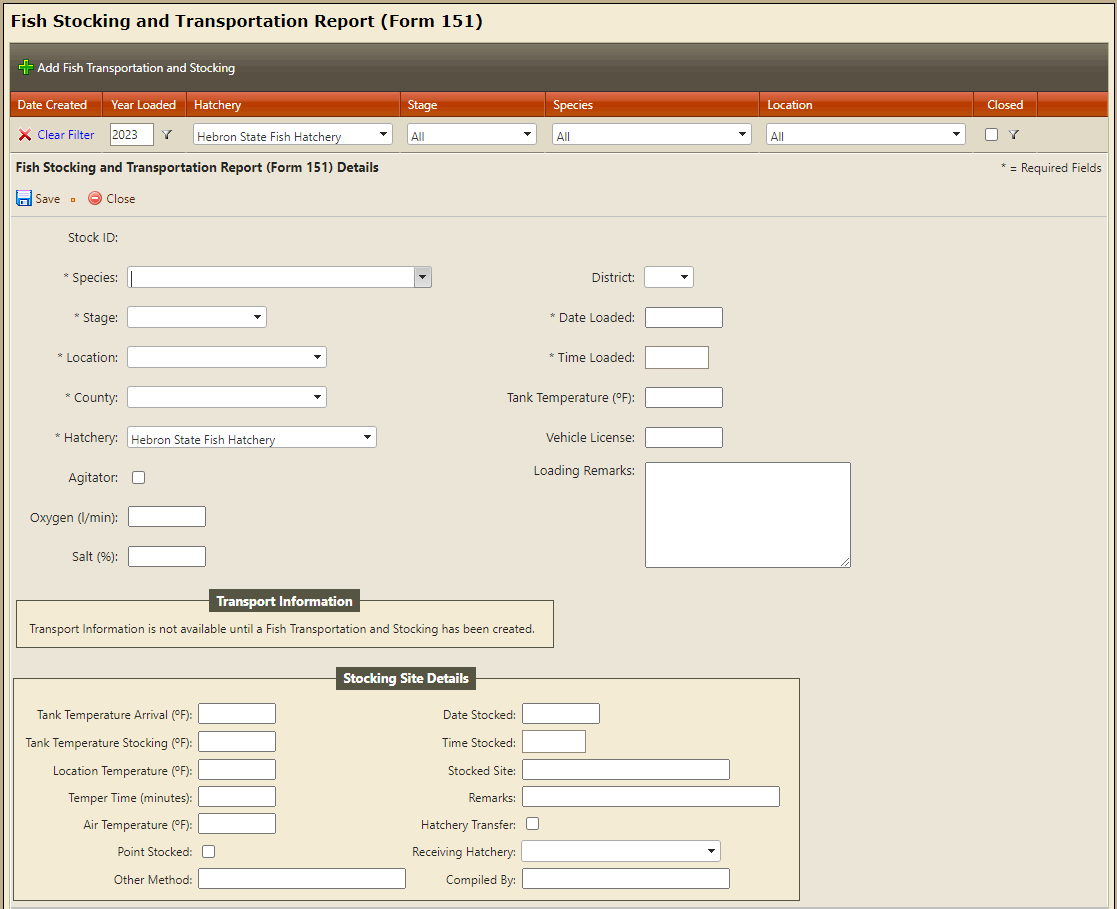 Fish Stocking and Transportation Report (Form 151)
Add Fish Transportation and Stocking
Date Created Year Loaded Hatchery Stage Species Location Closed
Clear Filter 2023 Hebron State Fish Hatchery All All All
Fish Stocking and Transportation Report (Form 151) Details * = Required Fields
Save Close
Stock ID:
* Species: District:
* Stage: * Date Loaded:
* Location: * Time Loaded:
* County: Tank Temperature (ºF):
* Hatchery: Hebron State Fish Hatchery Vehicle License:
Agitator: Loading Remarks:
Oxygen (l/min):
Salt (%):
Transport Information
Transport Information is not available until a Fish Transportation and Stocking has been created.
Stocking Site Details
Tank Temperature Arrival (ºF): Date Stocked:
Tank Temperature Stocking (ºF): Time Stocked:
Location Temperature (ºF): Stocked Site:
Temper Time (minutes): Remarks:
Air Temperature (ºF): Hatchery Transfer:
Point Stocked: Receiving Hatchery:
Other Method: Compiled By: